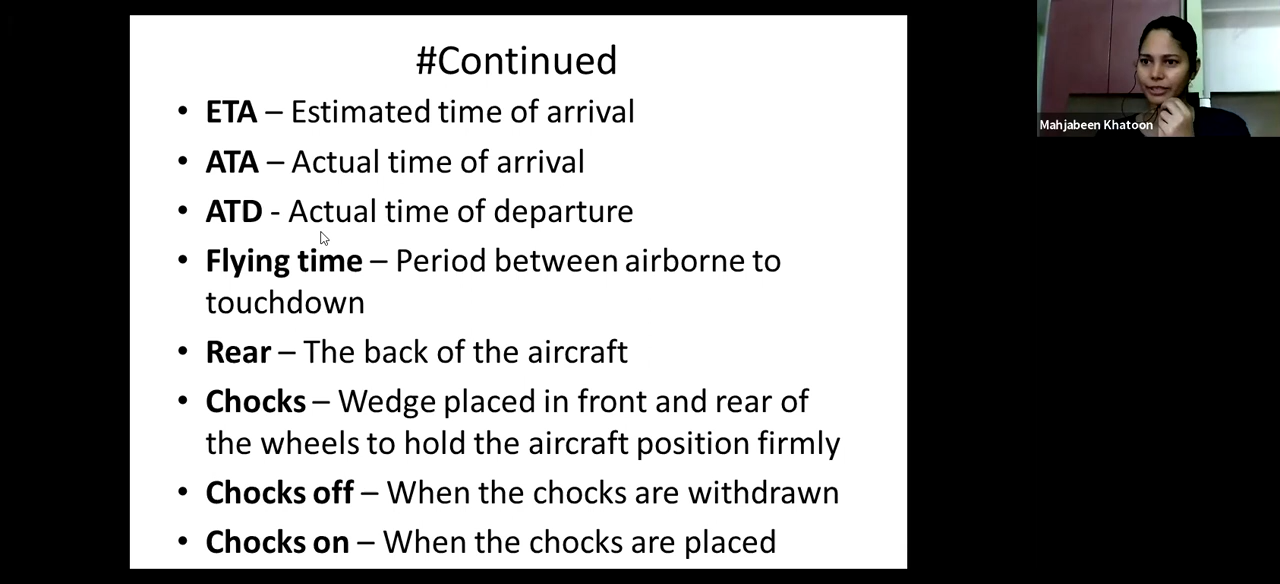 #Continued
• ETA – Estimated time of arrival
• ATA – Actual time of arrival
• ATD - Actual time of departure
• Flying time – Period between airborne to
touchdown
• Rear – The back of the aircraft
• Chocks – Wedge placed in front and rear of
the wheels to hold the aircraft position firmly
• Chocks off – When the chocks are withdrawn
• Chocks on – When the chocks are placed
Mahjabeen Khatoon